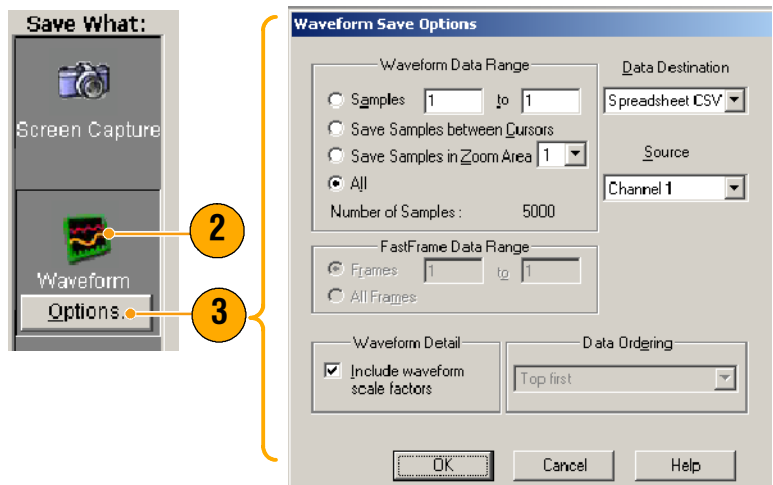 Save What:
Screen Capture
Waveform
Options.
2
3
Waveform Save Options
Waveform Data Range
Samples 1 to 1
Save Samples between Cursors
Save Samples in Zoom Area 1
All
Number of Samples : 5000
FastFrame Data Range
Frames 1 to 1
All Frames
Data Destination
Spreadsheet CSV
Source
Channel 1
Waveform Detail
Include waveform
scale factors
Data Ordering
Top first
OK Cancel Help